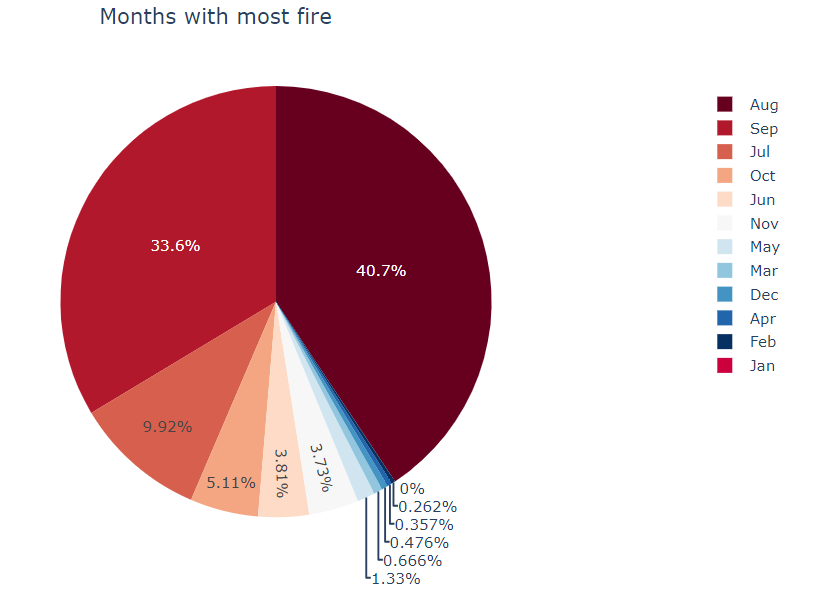 Months with most fire
Aug
Sep
Jul
Oct
Jun
Nov
May
Mar
Dec
Apr
Feb
Jan
33.6%
40.7%
9.92%
5.11%
3.81%
3.73%
0%
0.262%
0.357%
0.476%
0.666%
1.33%